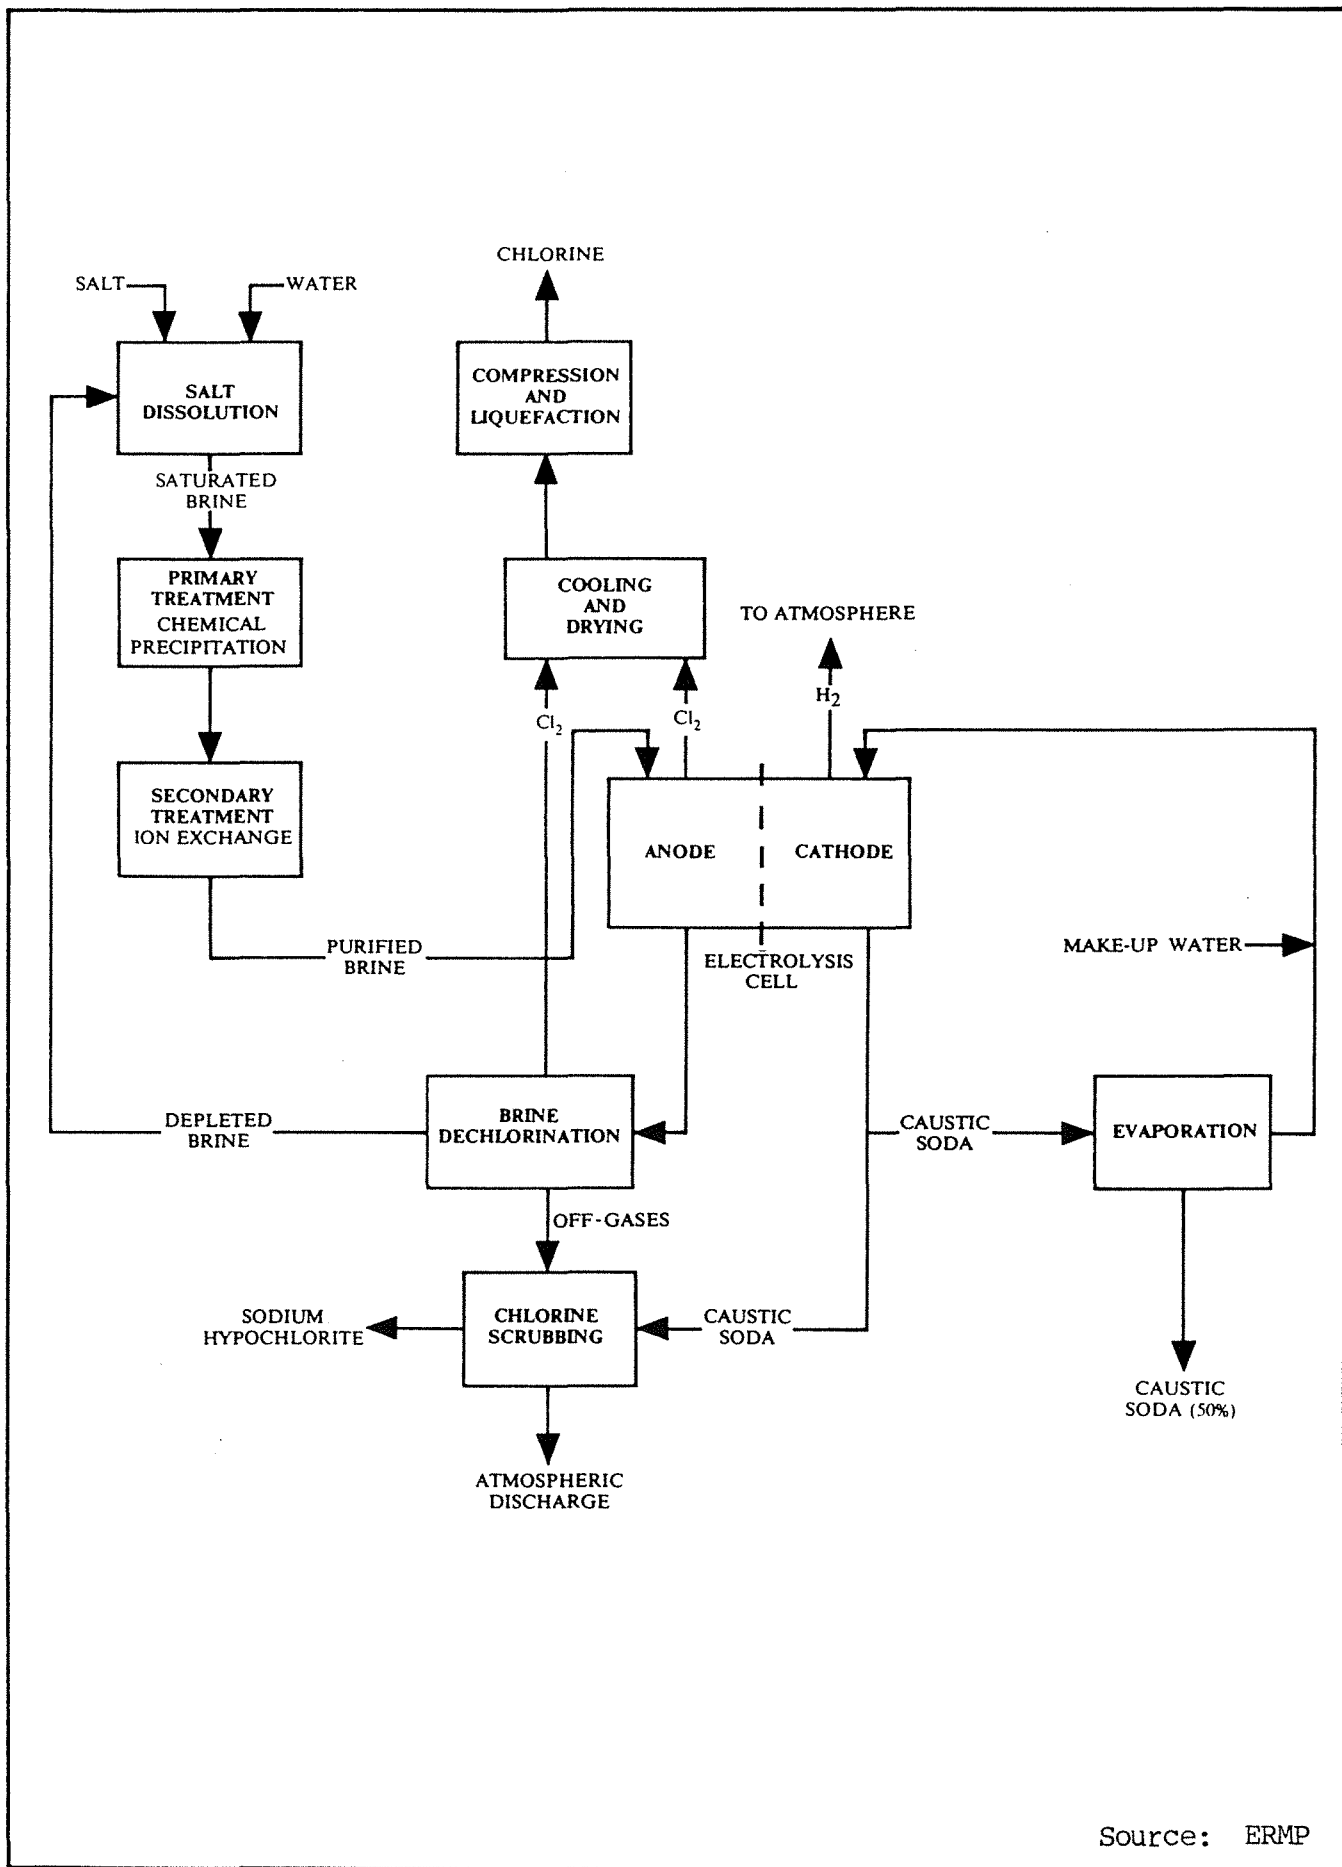 CHLORINE
SALT
WATER
SALT
DISSOLUTION
COMPRESSION
AND
LIQUEFACTION
SATURATED
BRINE
PRIMARY
TREATMENT
CHEMICAL
PRECIPITATION
COOLING
AND
DRYING
TO ATMOSPHERE
H2
Cl2
Cl2
SECONDARY
TREATMENT
ION EXCHANGE
ANODE
CATHODE
PURIFIED
BRINE
ELECTROLYSIS
CELL
MAKE-UP WATER
DEPLETED
BRINE
BRINE
DECHLORINATION
CAUSTIC
SODA
EVAPORATION
OFF-GASES
SODIUM
HYPOCHLORITE
CHLORINE
SCRUBBING
CAUSTIC
SODA
CAUSTIC
SODA (50%)
ATMOSPHERIC
DISCHARGE
Source: ERMP